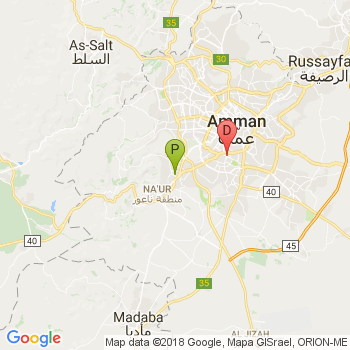 As-Salt
السلط
30
Russayfa
الرصيفة
Amman
عمان
D
P
NA'UR
منطقة ناعور
40
40
45
35
Madaba
مادبا
AL JIZAH
Google
Map data ©2018 Google, Mapa GISrael, ORION-ME